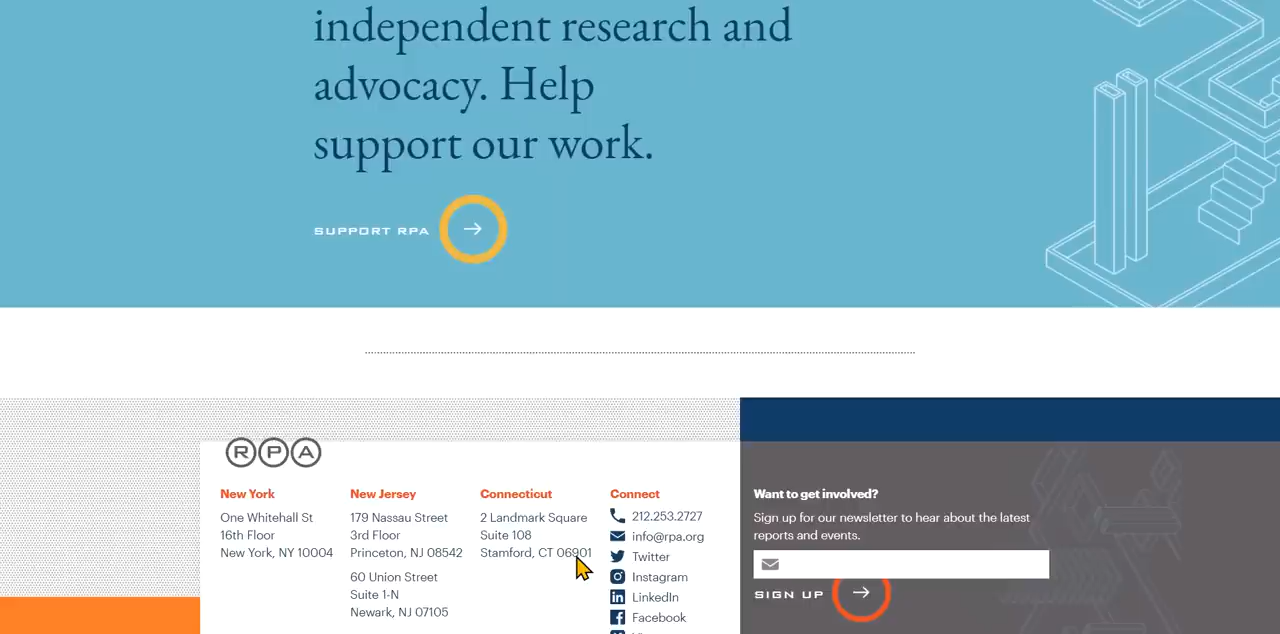 independent research and
advocacy. Help
support our work.
SUPPORT RPA
RPA
New York
One Whitehall St
16th Floor
New York, NY 10004
New Jersey
179 Nassau Street
3rd Floor
Princeton, NJ 08542
60 Union Street
Suite 1-N
Newark, NJ 07105
Connecticut
2 Landmark Square
Suite 108
Stamford, CT 06901
Connect
212.253.2727
info@rpa.org
Twitter
Instagram
LinkedIn
Facebook
Want to get involved?
Sign up for our newsletter to hear about the latest
reports and events.
SIGN UP